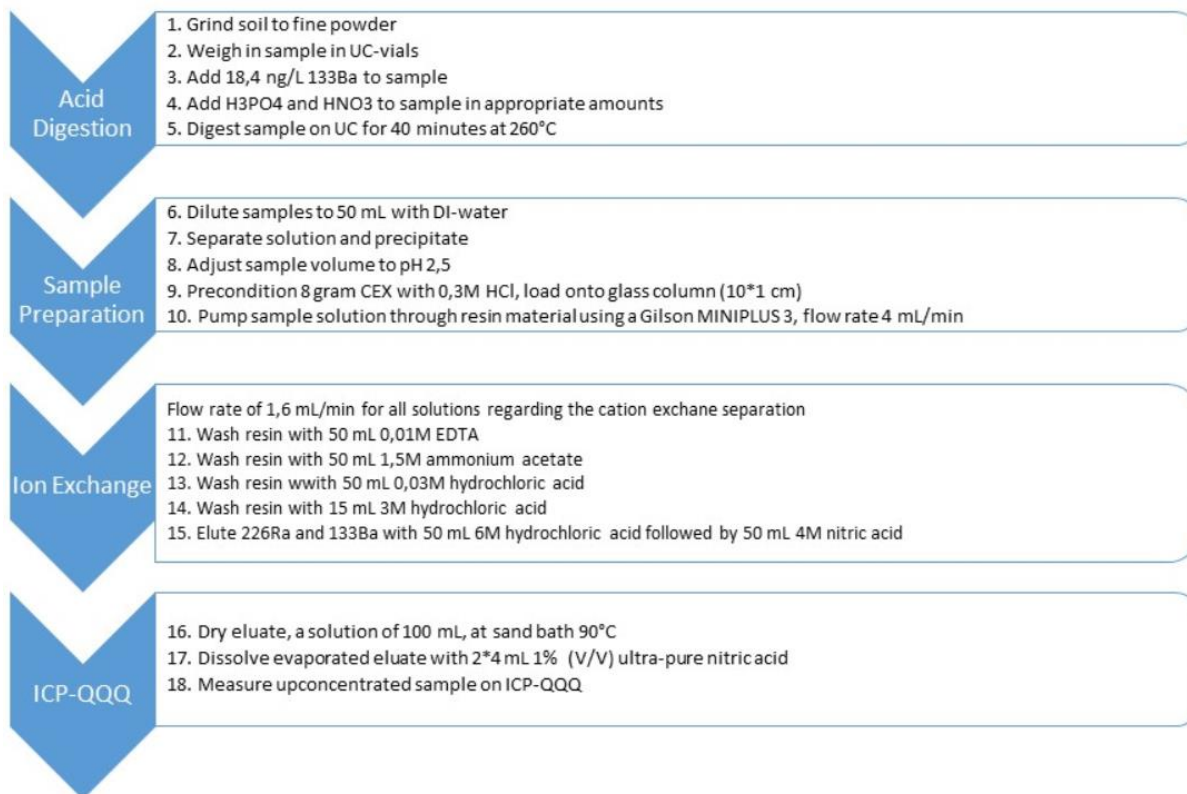 Acid
Digestion
1. Grind soil to fine powder
2. Weigh in sample in UC-vials
3. Add 18,4 ng/L 133Ba to sample
4. Add H3PO4 and HNO3 to sample in appropriate amounts
5. Digest sample on UC for 40 minutes at 260°C
Sample
Preparation
6. Dilute samples to 50 mL with DI-water
7. Separate solution and precipitate
8. Adjust sample volume to pH 2,5
9. Precondition 8 gram CEX with 0,3M HCl, load onto glass column (10*1 cm)
10. Pump sample solution through resin material using a Gilson MINIPLUS 3, flow rate 4 mL/min
Ion Exchange
Flow rate of 1,6 mL/min for all solutions regarding the cation exchane separation
11. Wash resin with 50 mL 0,01M EDTA
12. Wash resin with 50 mL 1,5M ammonium acetate
13. Wash resin wwith 50 mL 0,03M hydrochloric acid
14. Wash resin with 15 mL 3M hydrochloric acid
15. Elute 226Ra and 133Ba with 50 mL 6M hydrochloric acid followed by 50 mL 4M nitric acid
ICP-QQQ
16. Dry eluate, a solution of 100 mL, at sand bath 90°C
17. Dissolve evaporated eluate with 2*4 mL 1% (V/V) ultra-pure nitric acid
18. Measure upconcentrated sample on ICP-QQQ